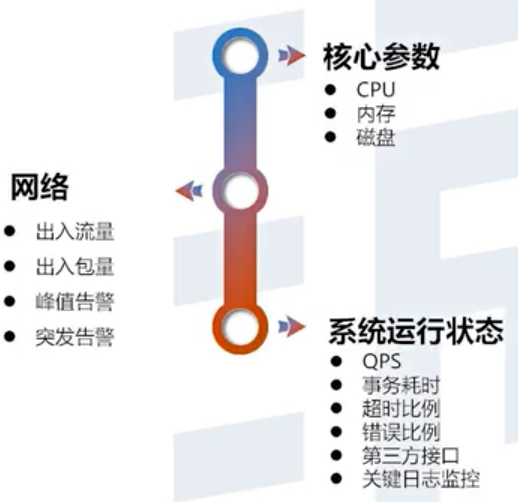 核心参数
CPU
内存
磁盘
网络
出入流量
出入包量
峰值告警
突发告警
系统运行状态
QPS
事务耗时
超时比例
错误比例
第三方接口
关键日志监控